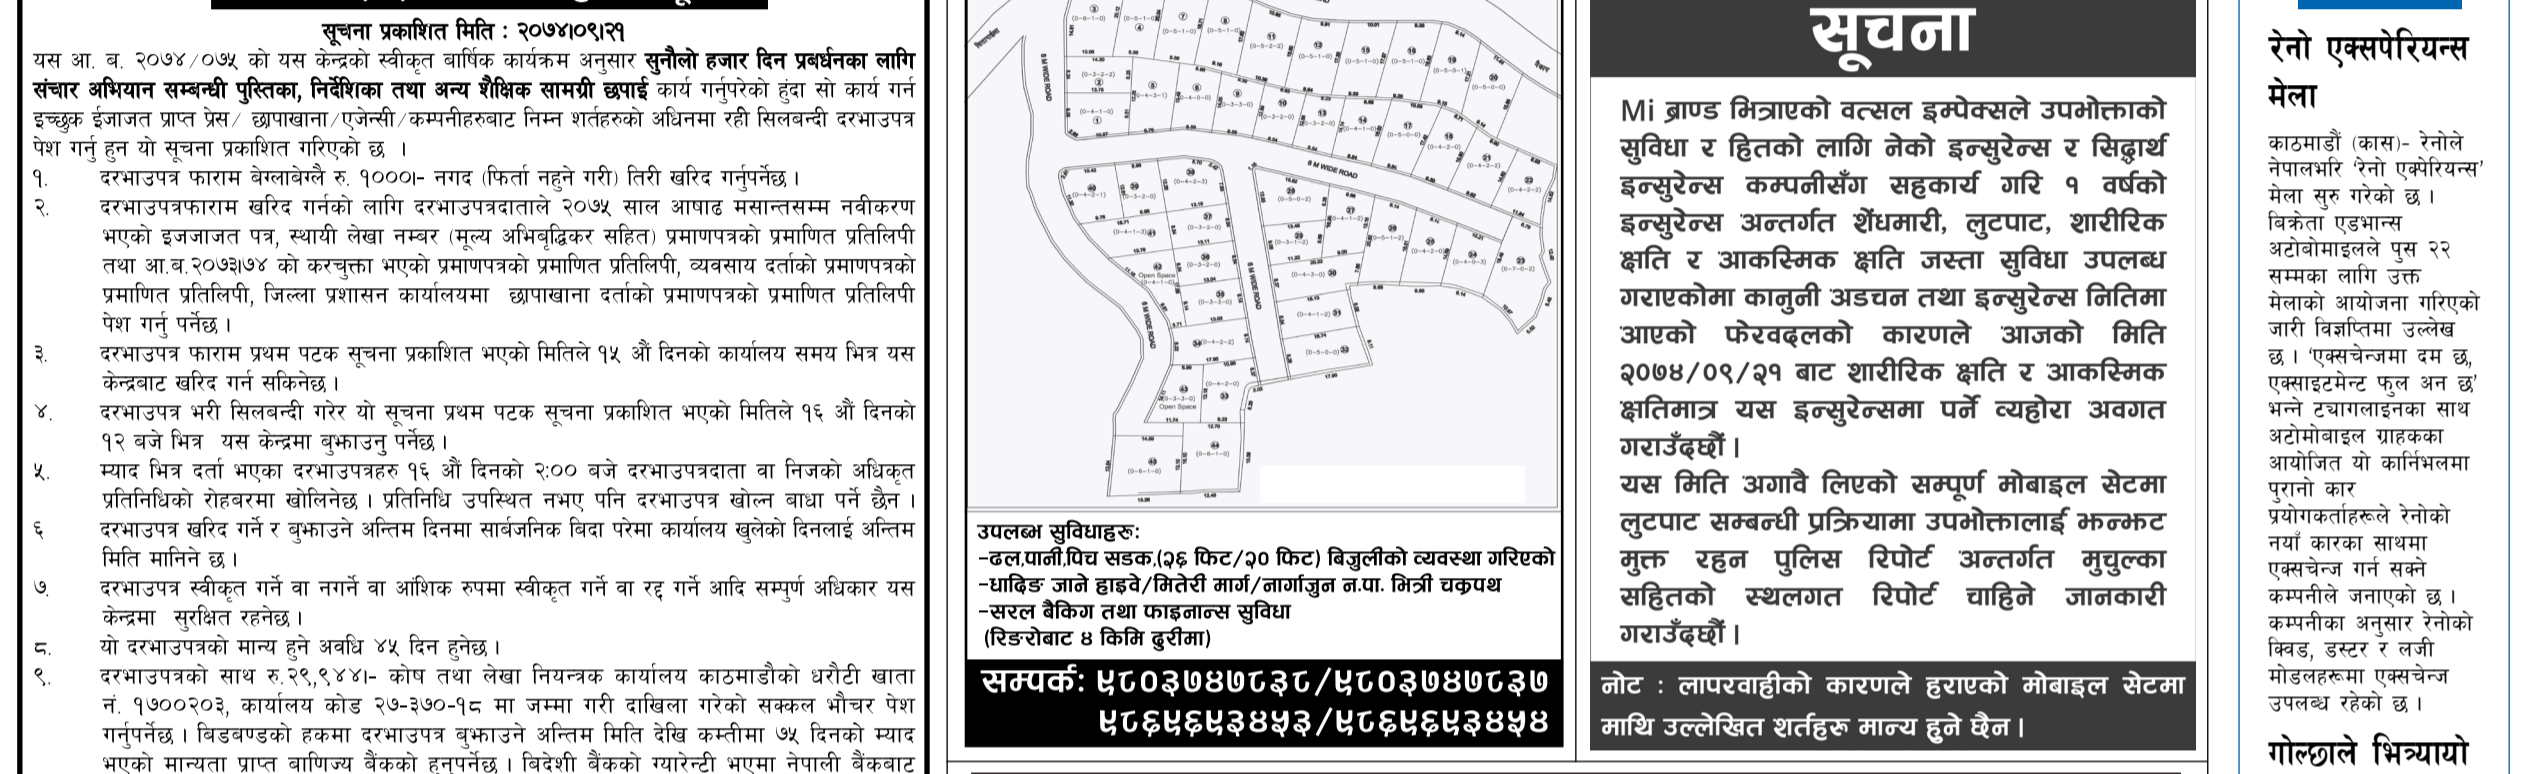 सूचना प्रकाशित मिति : २०७४।०९।२१
यस आ. ब. २०७४/०७५ को यस केन्द्रको स्वीकृत बार्षिक कार्यक्रम अनुसार सुनौलो हजार दिन प्रबर्धनका लागि
संचार अभियान सम्बन्धी पुस्तिका, निर्देशिका तथा अन्य शैक्षिक सामग्री छपाई कार्य गर्नुपरेको हुंदा सो कार्य गर्न
इच्छुक ईजाजत प्राप्त प्रेस/ छापाखाना/एजेन्सी/कम्पनीहरुबाट निम्न शर्तहरुको अधिनमा रही सिलबन्दी दरभाउपत्र
पेश गर्नु हुन यो सूचना प्रकाशित गरिएको छ ।
१. दरभाउपत्र फाराम बेग्लाबेग्लै रु. १०००।- नगद (फिर्ता नहुने गरी) तिरी खरिद गर्नुपर्नेछ ।
२. दरभाउपत्रफाराम खरिद गर्नको लागि दरभाउपत्रदाताले २०७५ साल आषाढ मसान्तसम्म नवीकरण
भएको इजजाजत पत्र, स्थायी लेखा नम्बर (मूल्य अभिबृद्धिकर सहित) प्रमाणपत्रको प्रमाणित प्रतिलिपी
तथा आ.ब.२०७३।७४ को करचुक्ता भएको प्रमाणपत्रको प्रमाणित प्रतिलिपी, व्यवसाय दर्ताको प्रमाणपत्रको
प्रमाणित प्रतिलिपी, जिल्ला प्रशासन कार्यालयमा छापाखाना दर्ताको प्रमाणपत्रको प्रमाणित प्रतिलिपी
पेश गर्नु पर्नेछ ।
३. दरभाउपत्र फाराम प्रथम पटक सूचना प्रकाशित भएको मितिले १५ औं दिनको कार्यालय समय भित्र यस
केन्द्रबाट खरिद गर्न सकिनेछ ।
४. दरभाउपत्र भरी सिलबन्दी गरेर यो सूचना प्रथम पटक सूचना प्रकाशित भएको मितिले १६ औं दिनको
१२ बजे भित्र यस केन्द्रमा बुझाउनु पर्नेछ ।
५. म्याद भित्र दर्ता भएका दरभाउपत्रहरु १६ औं दिनको २:०० बजे दरभाउपत्रदाता वा निजको अधिकृत
प्रतिनिधिको रोहबरमा खोलिनेछ । प्रतिनिधि उपस्थित नभए पनि दरभाउपत्र खोल्न बाधा पर्ने छैन ।
६ दरभाउपत्र खरिद गर्ने र बुझाउने अन्तिम दिनमा सार्बजनिक बिदा परेमा कार्यालय खुलेको दिनलाई अन्तिम
मिति मानिने छ ।
७. दरभाउपत्र स्वीकृत गर्ने वा नगर्ने वा आंशिक रुपमा स्वीकृत गर्ने वा रद्द गर्ने आदि सम्पुर्ण अधिकार यस
केन्द्रमा सुरक्षित रहनेछ ।
८. यो दरभाउपत्रको मान्य हुने अवधि ४५ दिन हुनेछ ।
९. दरभाउपत्रको साथ रु.२९,९४४।- कोष तथा लेखा नियन्त्रक कार्यालय काठमाडौको धरौटी खाता
नं. १७००२०३, कार्यालय कोड २७-३७०-१८ मा जम्मा गरी दाखिला गरेको सक्कल भौचर पेश
गर्नुपर्नेछ । बिडबण्डको हकमा दरभाउपत्र बुझाउने अन्तिम मिति देखि कम्तीमा ७५ दिनको म्याद
भएको मान्यता प्राप्त बाणिज्य बैंकको हुनुपर्नेछ । बिदेशी बैंकको ग्यारेन्टी भएमा नेपाली बैंकबाट
6 M WIDE ROAD
6 M WIDE ROAD
6 M WIDE ROAD
6 M WIDE ROAD
Open Space
Open Space
उपलब्ध सुविधाहरु:
-ढल,पानी,पिच सडक,(२६ फिट/२० फिट) बिजुलीको व्यवस्था गरिएको
-धादिङ जाने हाइवे/मितेरी मार्ग/नार्गाजुन न.पा. भित्री चक्रपथ
-सरल बैकिग तथा फाइनान्स सुविधा
(रिङरोबाट ४ किमि दुरीमा)
सम्पर्क: ९८०३७४७८३८/९८०३७४७८३७
९८६९६९३४५३/९८६९६९३४५४
सूचना
Mi ब्राण्ड भित्राएको वत्सल इम्पेक्सले उपभोक्ताको
सुविधा र हितको लागि नेको इन्सुरेन्स र सिद्धार्थ
इन्सुरेन्स कम्पनीसँग सहकार्य गरि १ वर्षको
इन्सुरेन्स अन्तर्गत शेंधमारी, लुटपाट, शारीरिक
क्षति र आकस्मिक क्षति जस्ता सुविधा उपलब्ध
गराएकोमा कानुनी अडचन तथा इन्सुरेन्स नितिमा
आएको फेरवदलको कारणले आजको मिति
२०७४/०९/२१ बाट शारीरिक क्षति र आकस्मिक
क्षतिमात्र यस इन्सुरेन्समा पर्ने व्यहोरा अवगत
गराउँदछौं ।
यस मिति अगावै लिएको सम्पूर्ण मोबाइल सेटमा
लुटपाट सम्बन्धी प्रक्रियामा उपभोक्तालाई झन्झट
मुक्त रहन पुलिस रिपोर्ट अन्तर्गत मुचुल्का
सहितको स्थलगत रिपोर्ट चाहिने जानकारी
गराउँदछौं ।
नोट : लापरवाहीको कारणले हराएको मोबाइल सेटमा
माथि उल्लेखित शर्तहरू मान्य हुने छैन ।
रेनो एक्सपेरियन्स
मेला
काठमाडौं (कास)- रेनोले
नेपालभरि 'रेनो एक्पेरियन्स'
मेला सुरु गरेको छ ।
बिक्रेता एडभान्स
अटोबोमाइलले पुस २२
सम्मका लागि उक्त
मेलाको आयोजना गरिएको
जारी विज्ञप्तिमा उल्लेख
छ । 'एक्सचेन्जमा दम छ,
एक्साइटमेन्ट फुल अन छ'
भन्ने ट्यागलाइनका साथ
अटोमोबाइल ग्राहकका
आयोजित यो कार्निभलमा
पुरानो कार
प्रयोगकर्ताहरूले रेनोको
नयाँ कारका साथमा
एक्सचेन्ज गर्न सक्ने
कम्पनीले जनाएको छ ।
कम्पनीका अनुसार रेनोको
क्विड, डस्टर र लजी
मोडलहरूमा एक्सचेन्ज
उपलब्ध रहेको छ ।
गोल्छाले भित्र्यायो